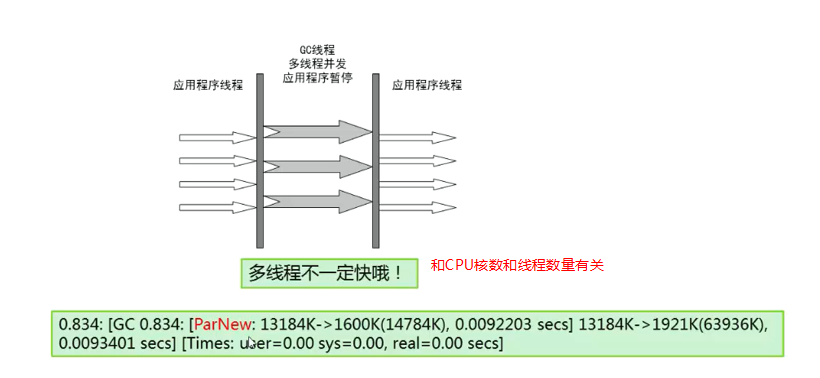 GC线程
多线程并发
应用程序暂停
应用程序线程
应用程序线程
多线程不一定快哦！
和CPU核数和线程数量有关
0.834: [GC 0.834: [ParNew: 13184K->1600K(14784K), 0.0092203 secs] 13184K->1921K(63936K),
0.0093401 secs] [Times: user=0.00 sys=0.00, real=0.00 secs]